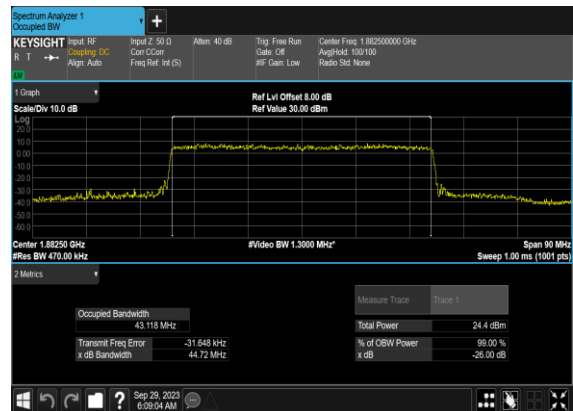 Spectrum Analyzer 1
Occupied BW
+
KEYSIGHT
R T
LXI
Input: RF
Coupling: DC
Align: Auto
Input Z: 50 Ω
Corr CCorr
Freq Ref: Int (S)
Atten: 40 dB
Trig: Free Run
Gate: Off
#IF Gain: Low
Center Freq: 1.882500000 GHz
Avg|Hold: 100/100
Radio Std: None
1 Graph
Scale/Div 10.0 dB
Ref Lvl Offset 8.00 dB
Ref Value 30.00 dBm
Log
20.0
10.0
0.00
-10.0
-20.0
-30.0
-40.0
-50.0
-60.0
Center 1.88250 GHz
#Video BW 1.3000 MHz*
Span 90 MHz
#Res BW 470.00 kHz
Sweep 1.00 ms (1001 pts)
2 Metrics
Measure Trace
Trace 1
Occupied Bandwidth
43.118 MHz
Total Power
24.4 dBm
Transmit Freq Error
-31.648 kHz
% of OBW Power
99.00 %
x dB Bandwidth
44.72 MHz
x dB
-26.00 dB
?
Sep 29, 2023
6:09:04 AM